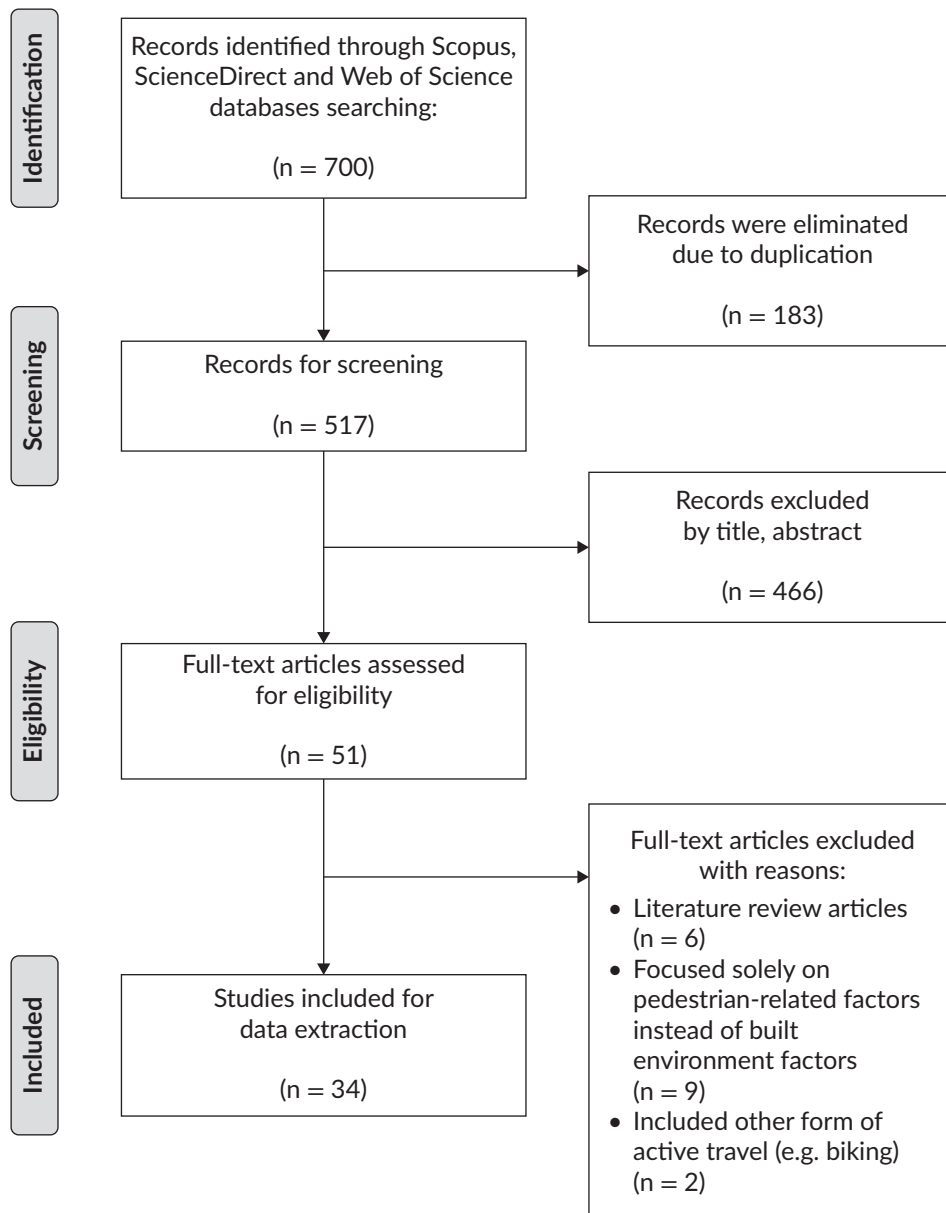 Identification
Records identified through Scopus,
ScienceDirect and Web of Science
databases searching:
(n = 700)
Records were eliminated
due to duplication
(n = 183)
Screening
Records for screening
(n = 517)
Records excluded
by title, abstract
(n = 466)
Eligibility
Full-text articles assessed
for eligibility
(n = 51)
Full-text articles excluded
with reasons:
• Literature review articles
(n = 6)
• Focused solely on
pedestrian-related factors
instead of built
environment factors
(n = 9)
• Included other form of
active travel (e.g. biking)
(n = 2)
Included
Studies included for
data extraction
(n = 34)